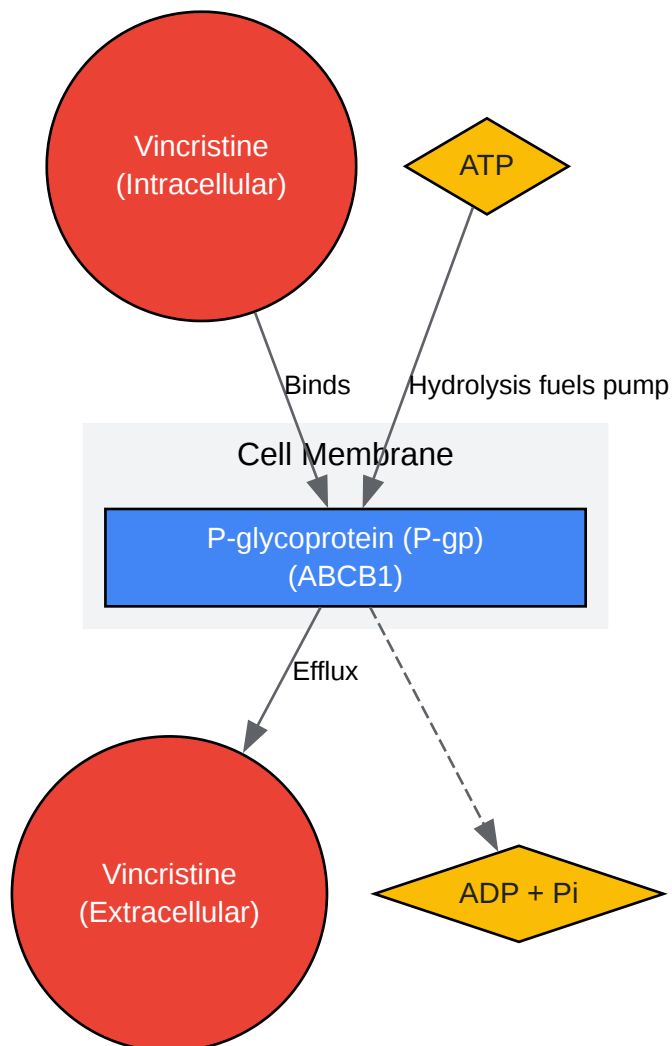 Vincristine
(Intracellular)
ATP
Binds
Hydrolysis fuels pump
Cell Membrane
P-glycoprotein (P-gp)
(ABCB1)
Efflux
Vincristine
(Extracellular)
ADP + Pi